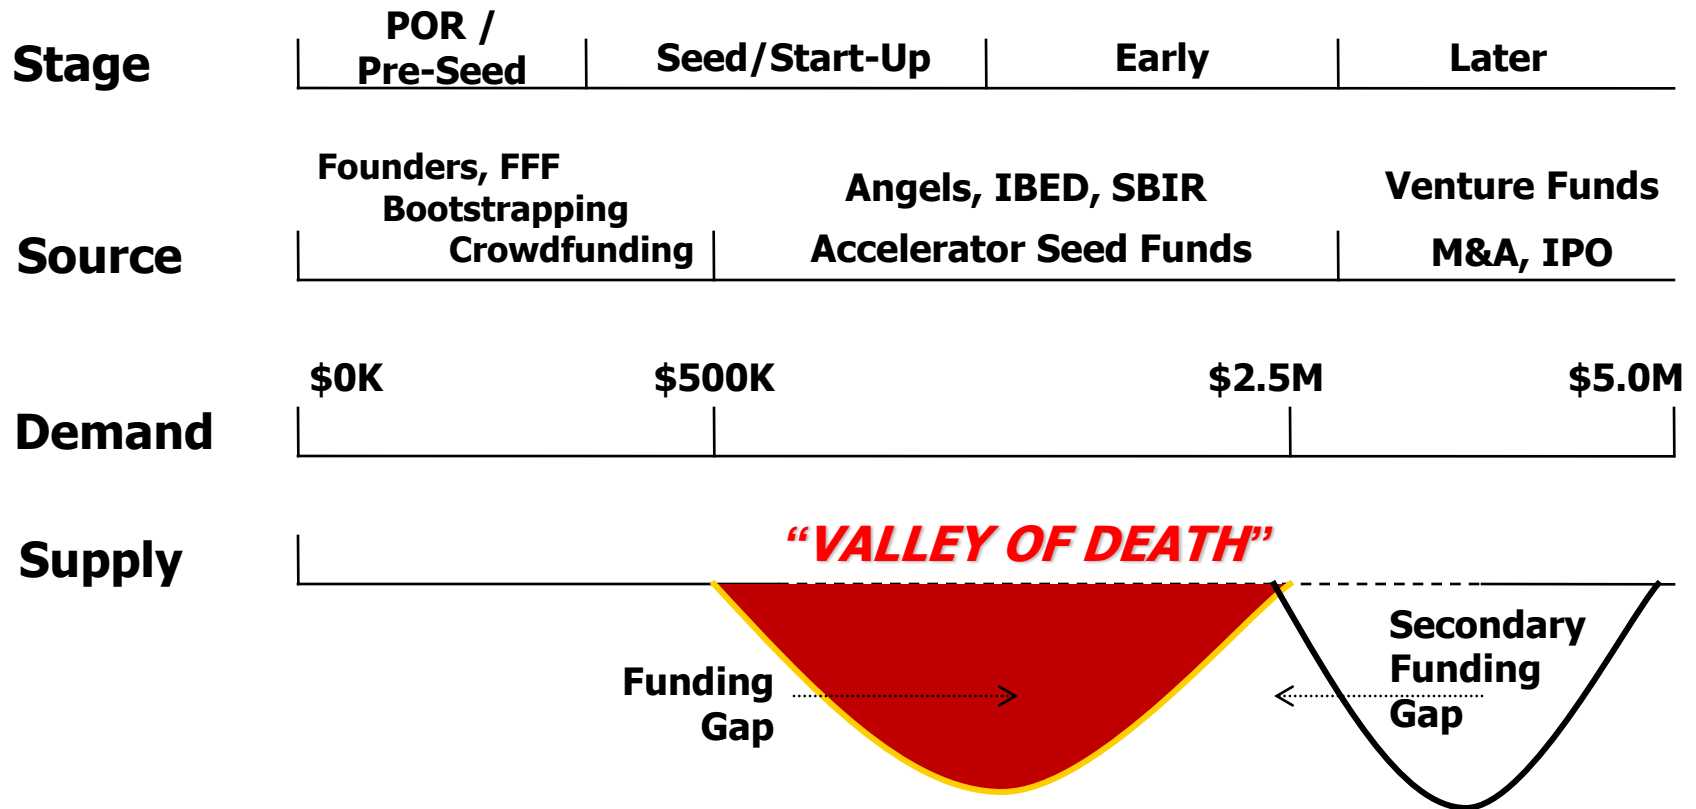 Stage
POR /
Pre-Seed
Seed/Start-Up
Early
Later
Source
Founders, FFF
Bootstrapping
Crowdfunding
Angels, IBED, SBIR
Accelerator Seed Funds
Venture Funds
M&A, IPO
Demand
$0K
$500K
$2.5M
$5.0M
Supply
“VALLEY OF DEATH”
Funding
Gap
Secondary
Funding
Gap